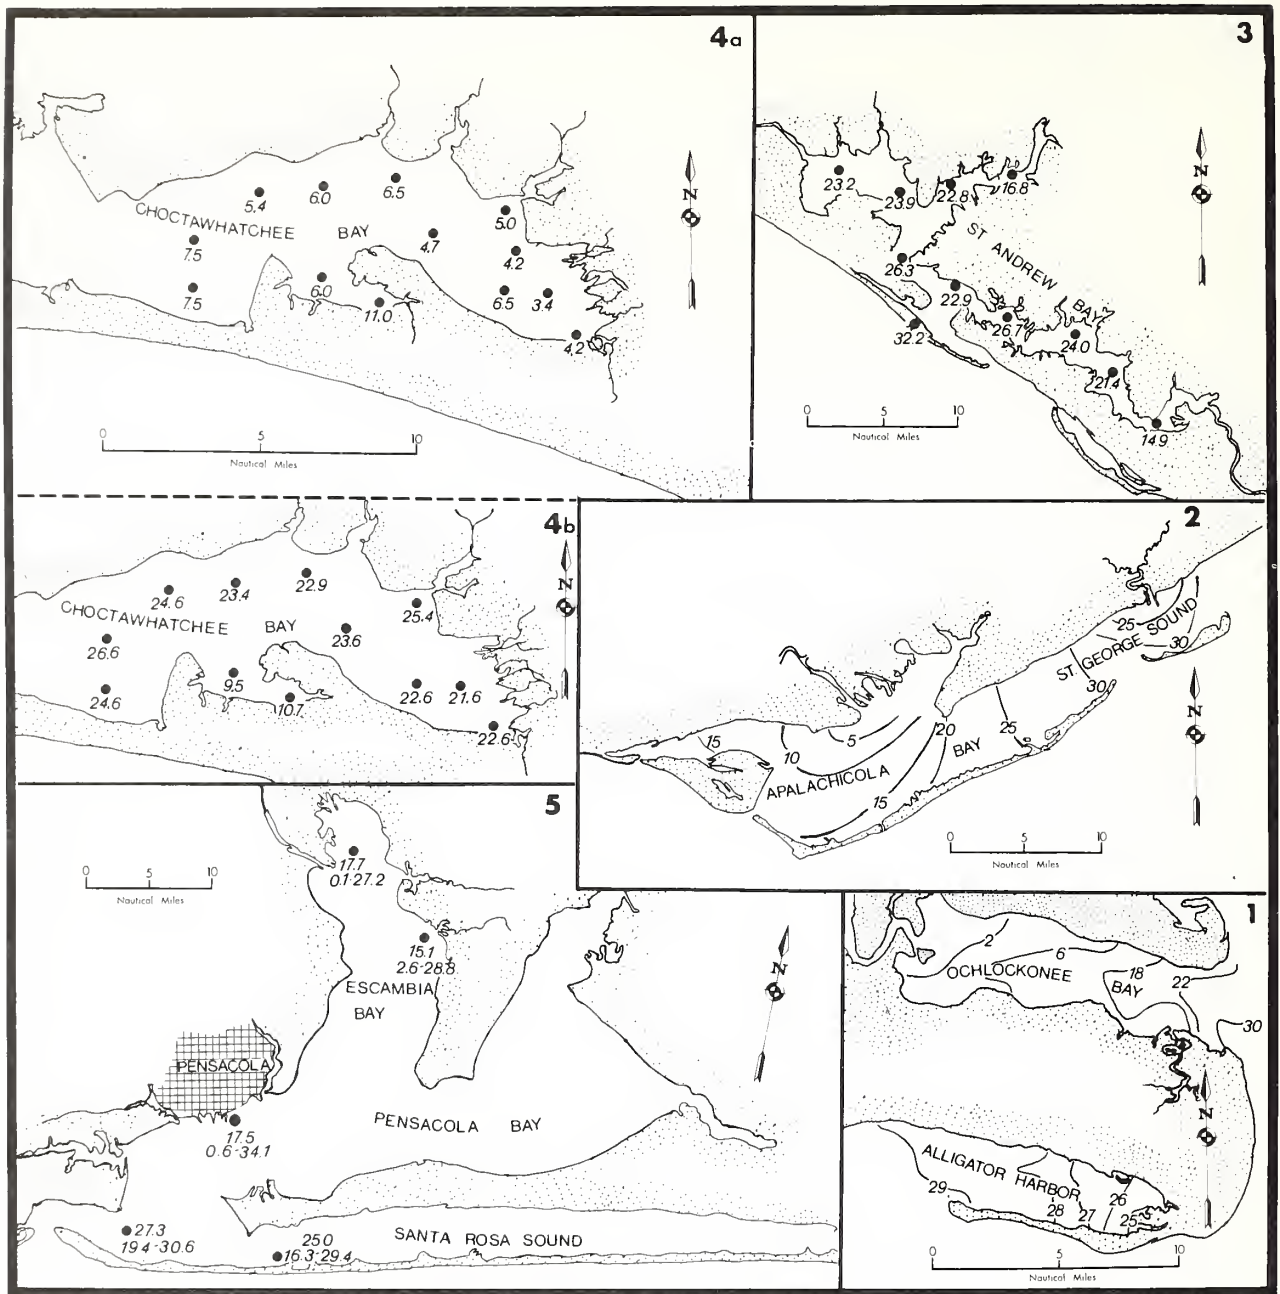 4a
5.4
6.0
6.5
CHOCTAWHATCHEE BAY
5.0
7.5
4.7
4.2
7.5
6.0
11.0
6.5
3.4
4.2
N
0 5 10
Nautical Miles
3
23.2
23.9
22.8
16.8
N
ST ANDREW BAY
26.3
22.9
32.2
26.7
24.0
21.4
14.9
0 5 10
Nautical Miles
4b
24.6
23.4
22.9
25.4
CHOCTAWHATCHEE BAY
26.6
23.6
24.6
9.5
10.7
22.6
21.6
22.6
N
2
25
ST GEORGE SOUND
30
30
15
10
5
20
BAY
25
APALACHICOLA
15
N
0 5 10
Nautical Miles
5
0 5 10
Nautical Miles
17.7
0.1-27.2
15.1
2.6-28.8
ESCAMBIA
BAY
PENSACOLA
N
17.5
0.6-34.1
PENSACOLA BAY
27.3
19.4-30.6
25.0
16.3-29.4
SANTA ROSA SOUND
1
2
6
OCHLOCKONEE
18
BAY
22
30
N
ALLIGATOR HARBOR
29
28
27
26
25
0 5 10
Nautical Miles